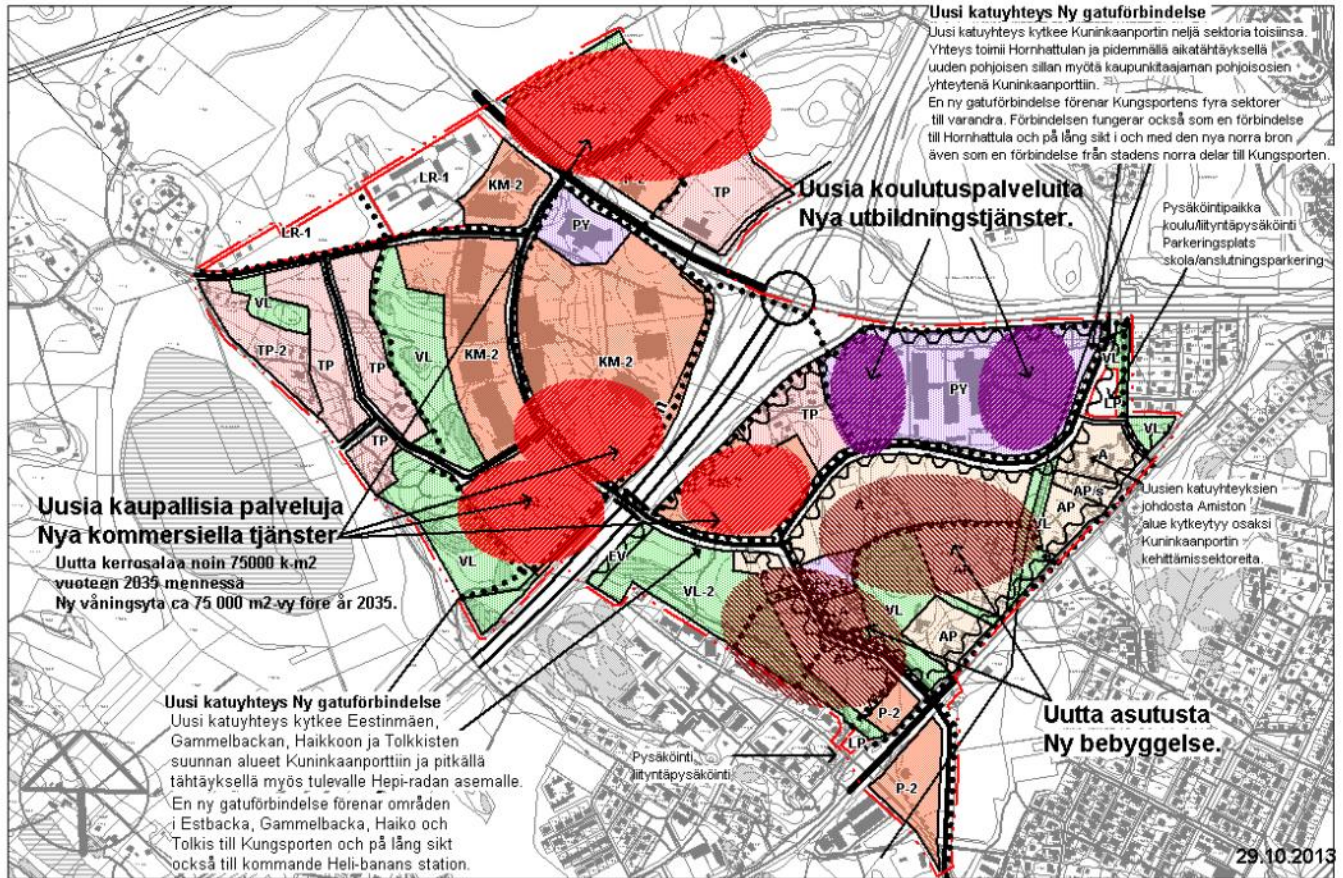 Uusi katuyhteys Ny gatuförbindelse
Uusi katuyhteys kytkee Kuninkaanportin neljä sektoria toisiinsa.
Yhteys toimii Hornhattulan ja pidemmällä aikatähtäyksellä
uuden pohjoisen sillan myötä kaupunkitaajaman pohjoisosien
yhteytenä Kuninkaanporttiin.
En ny gatuförbindelse förenar Kungsportens fyra sektorer
till varandra. Förbindelsen fungerar också som en förbindelse
till Hornhattula och på lång sikt i och med den nya norra bron
även som en förbindelse från stadens norra delar till Kungsporten.
Uusia koulutuspalveluita
Nya utbildningstjänster.
Pysäköintipaikka
koulu/liityntäpysäköinti
Parkeringsplats
skola/anslutningsparkering
LR-1
KM-2
TP
LR-1
PY
VL
TP-2
TP
TP
VL
KM-2
KM-2
TP
PY
VL
LP
VL
TP
A
AP/s
AP
VL
Uusien katuyhteyksien
johdosta Amiston
alue kytkeytyy osaksi
Kuninkaanportin
kehittämissektoreita.
Uusia kaupallisia palveluja
Nya kommersiella tjänster
Uutta kerrosalaa noin 75000 k-m2
vuoteen 2035 mennessä
Ny våningsyta ca 75 000 m2-vy före år 2035.
VL
EV
VL-2
VL
AP
P-2
LP
P-2
Uutta asutusta
Ny bebyggelse.
Pysäköinti,
liityntäpysäköinti
Uusi katuyhteys Ny gatuförbindelse
Uusi katuyhteys kytkee Eestinmäen,
Gammelbackan, Haikkoon ja Tolkkisten
suunnan alueet Kuninkaanporttiin ja pitkällä
tähtäyksellä myös tulevalle Hepi-radan asemalle.
En ny gatuförbindelse förenar områden
i Estbacka, Gammelbacka, Haiko och
Tolkis till Kungsporten och på lång sikt
också till kommande Heli-banans station.
29.10.2013